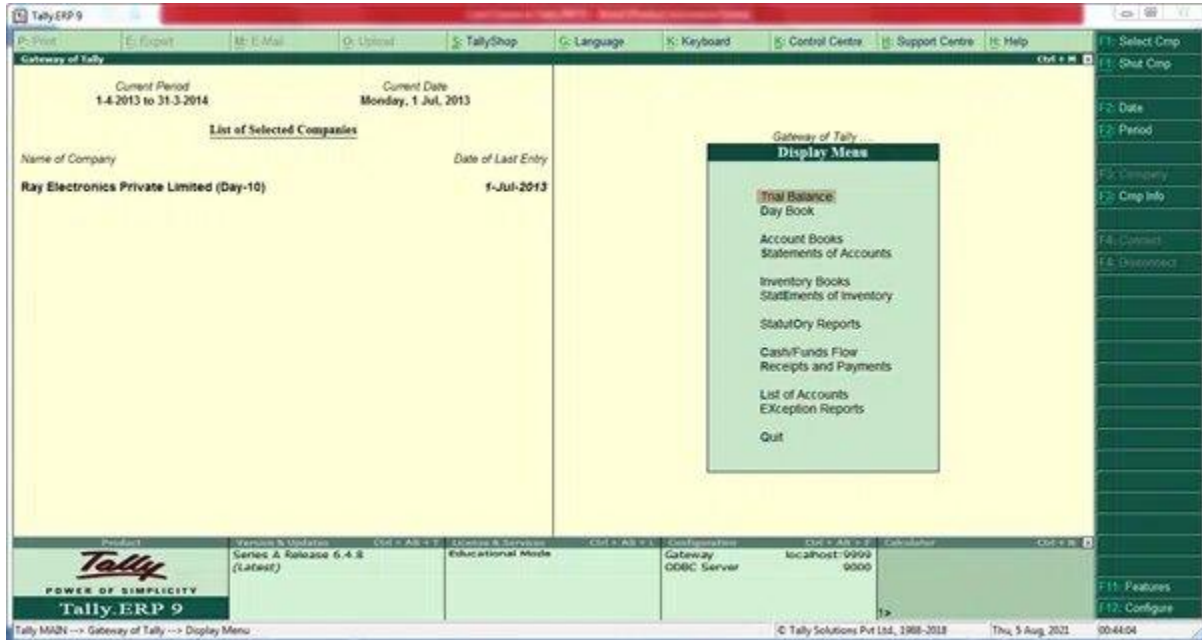 Tally.ERP 9
P: Print E: Export M: E-Mail O: Upload S: TallyShop G: Language K: Keyboard K: Control Centre H: Support Centre H: Help
F1: Select Cmp
Gateway of Tally Ctrl + M
F1: Shut Cmp
Current Period Current Date
1-4-2013 to 31-3-2014 Monday, 1 Jul, 2013
F2: Date
F2: Period
List of Selected Companies
Name of Company Date of Last Entry
Ray Electronics Private Limited (Day-10) 1-Jul-2013
Gateway of Tally ...
Display Menu
Trial Balance
Day Book
Account Books
Statements of Accounts
Inventory Books
StatEments of Inventory
StatutOry Reports
Cash/Funds Flow
Receipts and Payments
List of Accounts
EXception Reports
Quit
F3: Company
F3: Cmp Info
F4: Connect
F4: Disconnect
F11: Features
F12: Configure
Product
Tally
POWER OF SIMPLICITY
Tally.ERP 9
Version & Updates Ctrl + Alt + T
Series A Release 6.4.8
(Latest)
License & Services Ctrl + Alt + L
Educational Mode
Configuration Ctrl + Alt + F
Gateway localhost:9999
ODBC Server 9000
Calculator Ctrl + N
1>
Tally MAIN --> Gateway of Tally --> Display Menu
© Tally Solutions Pvt Ltd., 1988-2018
Thu, 5 Aug, 2021
00:44:04